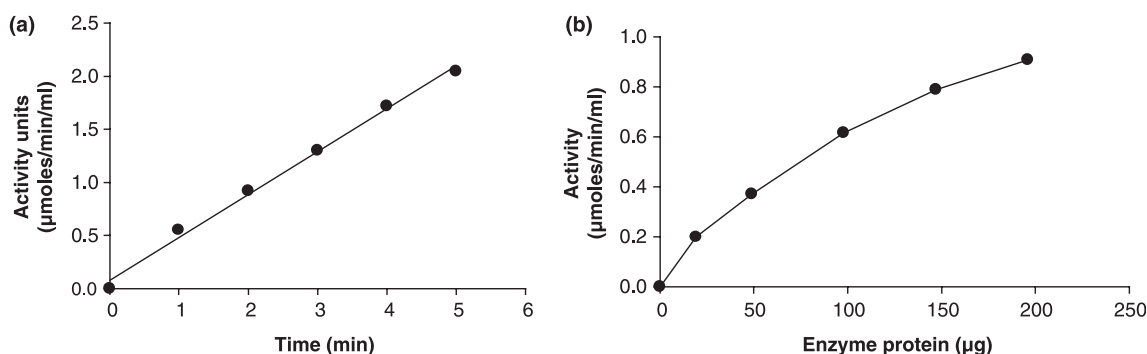 (a)
2.5
2.0
1.5
1.0
0.5
0.0
Activity units
(µmoles/min/ml)
0 1 2 3 4 5 6
Time (min)
(b)
1.0
0.8
0.6
0.4
0.2
0.0
Activity
(µmoles/min/ml)
0 50 100 150 200 250
Enzyme protein (µg)